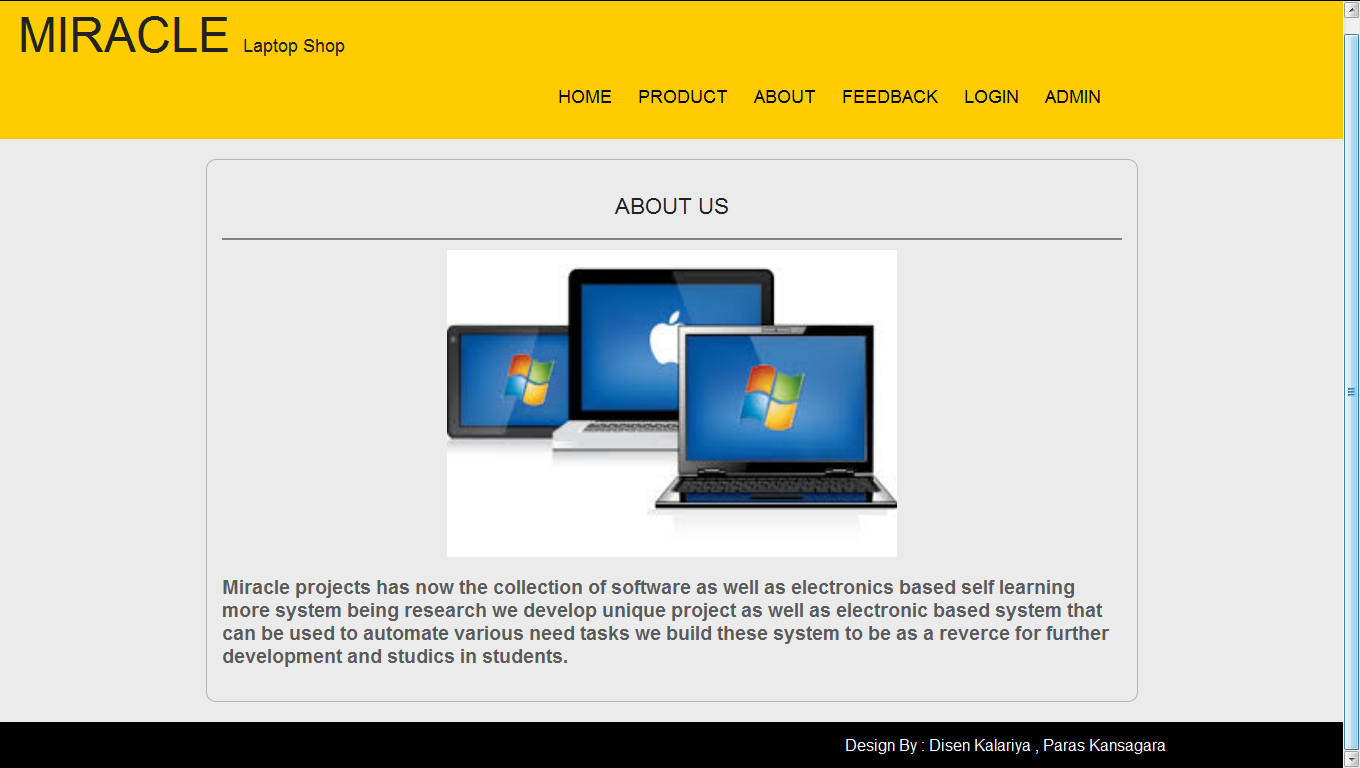 MIRACLE Laptop Shop
HOME PRODUCT ABOUT FEEDBACK LOGIN ADMIN
ABOUT US
Miracle projects has now the collection of software as well as electronics based self learning
more system being research we develop unique project as well as electronic based system that
can be used to automate various need tasks we build these system to be as a reverce for further
development and studics in students.
Design By : Disen Kalariya , Paras Kansagara